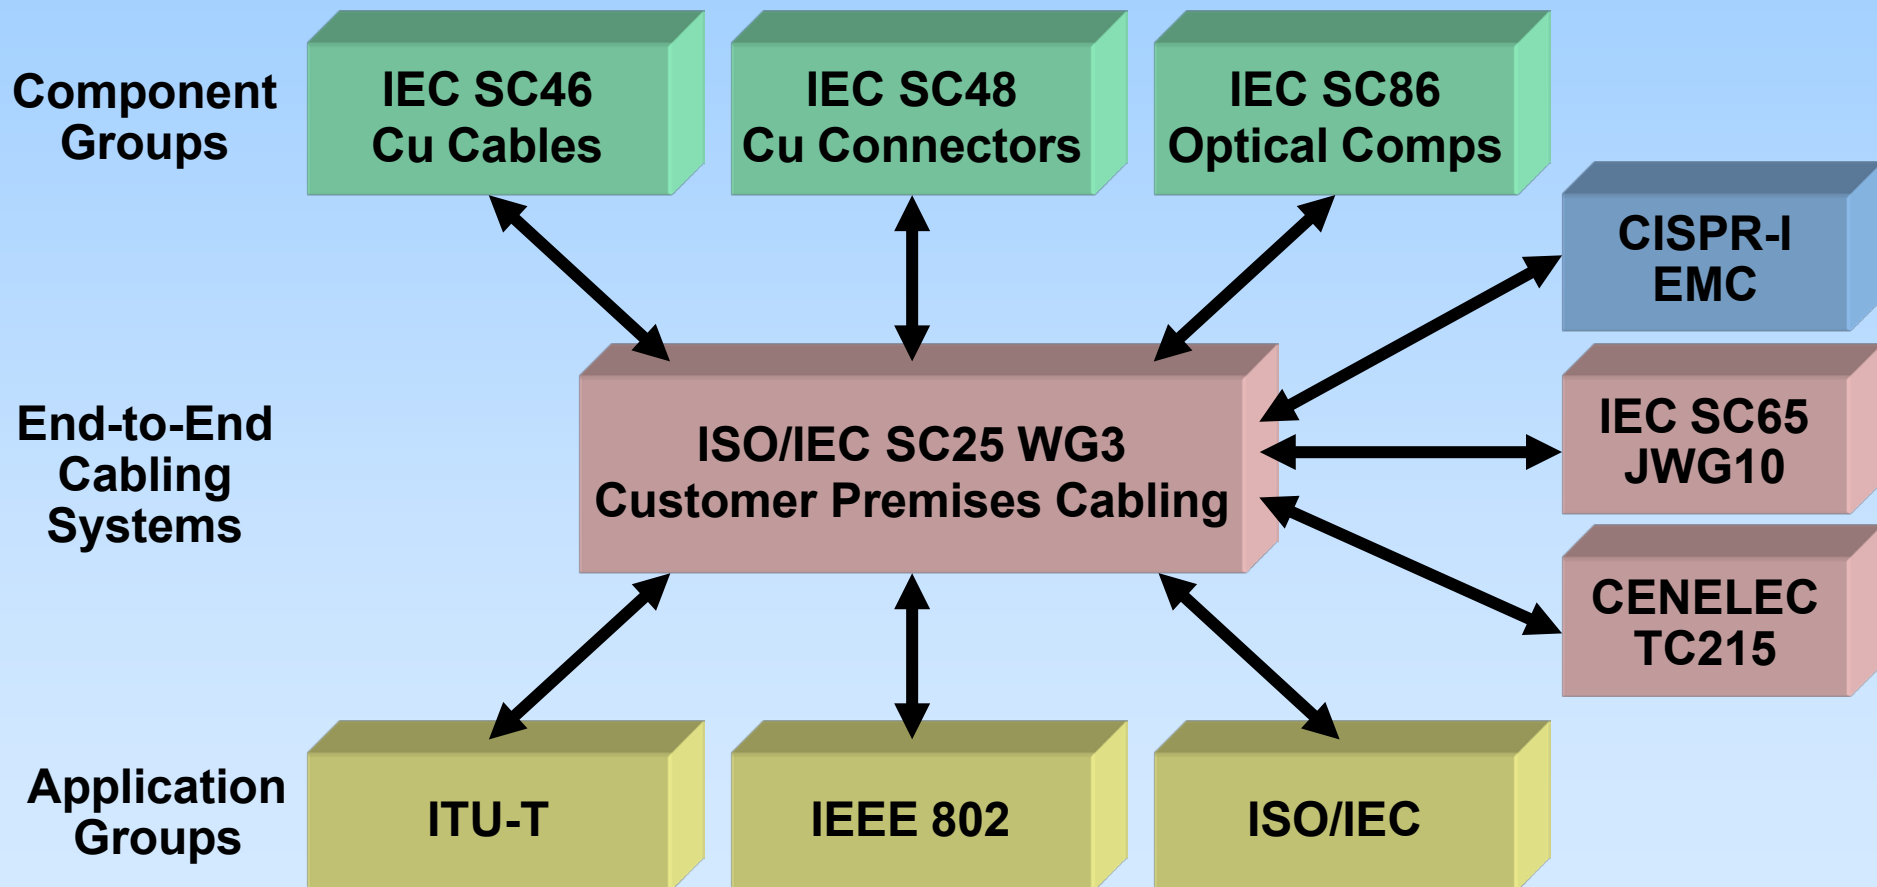 Component
Groups
IEC SC46
Cu Cables
IEC SC48
Cu Connectors
IEC SC86
Optical Comps
CISPR-I
EMC
End-to-End
Cabling
Systems
ISO/IEC SC25 WG3
Customer Premises Cabling
IEC SC65
JWG10
CENELEC
TC215
Application
Groups
ITU-T
IEEE 802
ISO/IEC